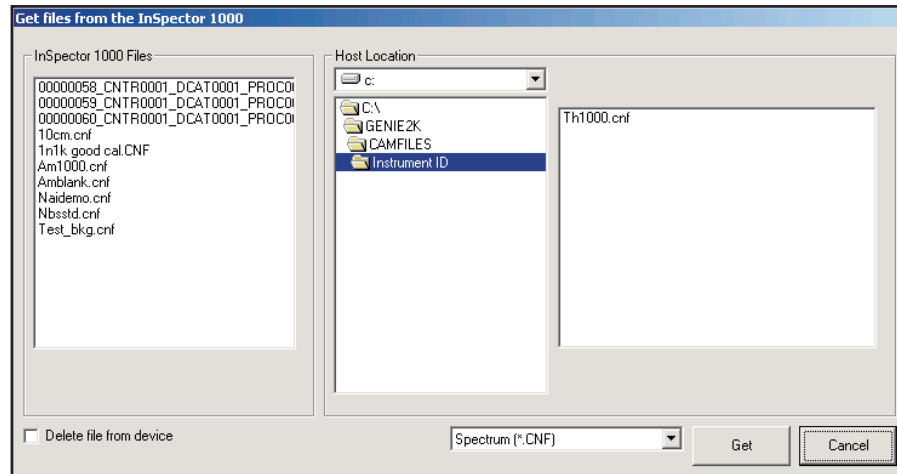 Get files from the InSpector 1000
InSpector 1000 Files
00000058_CNTR0001_DCAT0001_PROC0
00000059_CNTR0001_DCAT0001_PROC0
00000060_CNTR0001_DCAT0001_PROC0
10cm.cnf
1n1k good cal.CNF
Am1000.cnf
Amblank.cnf
Naidemo.cnf
Nbsstd.cnf
Test_bkg.cnf
Host Location
c:
C:\
GENIE2K
CAMFILES
Instrument ID
Th1000.cnf
Delete file from device
Spectrum (*.CNF)
Get
Cancel